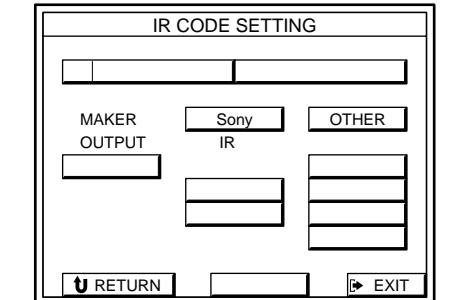 IR CODE SETTING
MAKER Sony OTHER
OUTPUT IR
RETURN EXIT